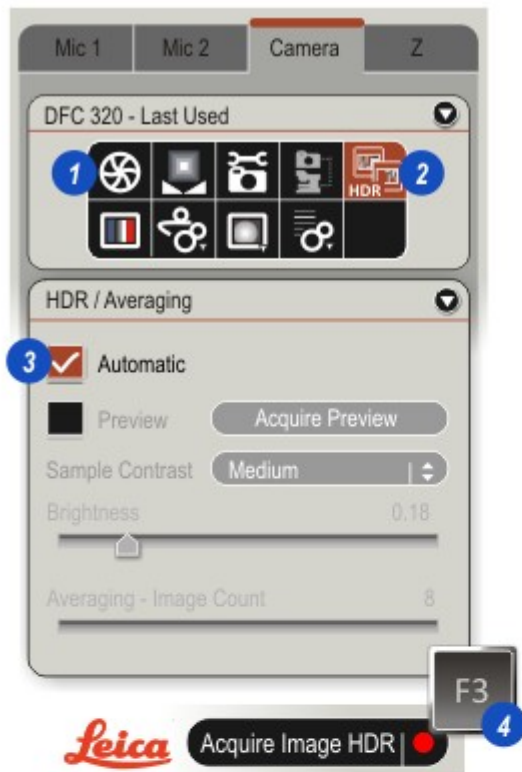 Mic 1 Mic 2 Camera Z
DFC 320 - Last Used
1 HDR 2
HDR / Averaging
3 Automatic
Preview Acquire Preview
Sample Contrast Medium
Brightness 0.18
Averaging - Image Count 8
F3
4
Leica Acquire Image HDR